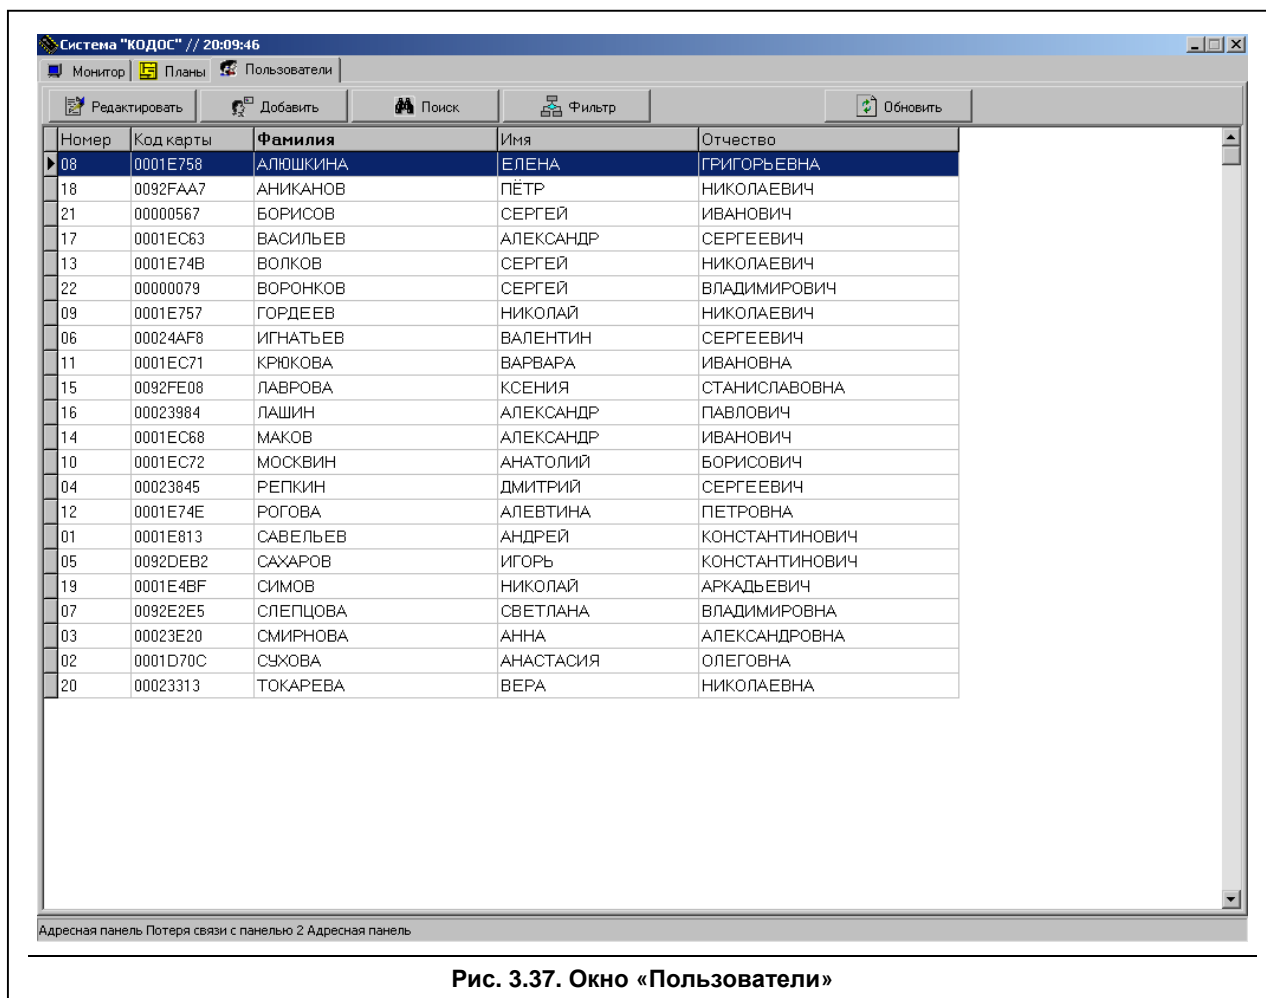 Система "КОДОС" // 20:09:46
Монитор Планы Пользователи
Редактировать Добавить Поиск Фильтр Обновить
Номер Код карты Фамилия Имя Отчество
08 0001E758 АЛЮШКИНА ЕЛЕНА ГРИГОРЬЕВНА
18 0092FAA7 АНИКАНОВ ПЁТР НИКОЛАЕВИЧ
21 00000567 БОРИСОВ СЕРГЕЙ ИВАНОВИЧ
17 0001EC63 ВАСИЛЬЕВ АЛЕКСАНДР СЕРГЕЕВИЧ
13 0001E74B ВОЛКОВ СЕРГЕЙ НИКОЛАЕВИЧ
22 00000079 ВОРОНКОВ СЕРГЕЙ ВЛАДИМИРОВИЧ
09 0001E757 ГОРДЕЕВ НИКОЛАЙ НИКОЛАЕВИЧ
06 00024AF8 ИГНАТЬЕВ ВАЛЕНТИН СЕРГЕЕВИЧ
11 0001EC71 КРЮКОВА ВАРВАРА ИВАНОВНА
15 0092FE08 ЛАВРОВА КСЕНИЯ СТАНИСЛАВОВНА
16 00023984 ЛАШИН АЛЕКСАНДР ПАВЛОВИЧ
14 0001EC68 МАКОВ АЛЕКСАНДР ИВАНОВИЧ
10 0001EC72 МОСКВИН АНАТОЛИЙ БОРИСОВИЧ
04 00023845 РЕПКИН ДМИТРИЙ СЕРГЕЕВИЧ
12 0001E74E РОГОВА АЛЕВТИНА ПЕТРОВНА
01 0001E813 САВЕЛЬЕВ АНДРЕЙ КОНСТАНТИНОВИЧ
05 0092DEB2 САХАРОВ ИГОРЬ КОНСТАНТИНОВИЧ
19 0001E4BF СИМОВ НИКОЛАЙ АРКАДЬЕВИЧ
07 0092E2E5 СЛЕПЦОВА СВЕТЛАНА ВЛАДИМИРОВНА
03 00023E20 СМИРНОВА АННА АЛЕКСАНДРОВНА
02 0001D70C СУХОВА АНАСТАСИЯ ОЛЕГОВНА
20 00023313 ТОКАРЕВА ВЕРА НИКОЛАЕВНА
Адресная панель Потеря связи с панелью 2 Адресная панель
Рис. 3.37. Окно «Пользователи»